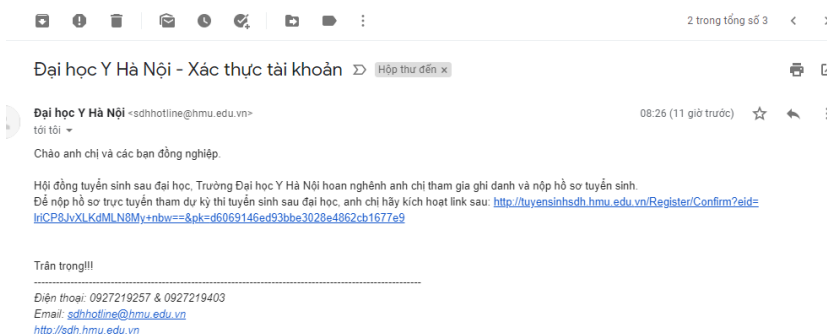 2 trong tổng số 3
Đại học Y Hà Nội - Xác thực tài khoản
Hộp thư đến ×
Đại học Y Hà Nội <sdhhotline@hmu.edu.vn>
08:26 (11 giờ trước)
tới tôi
Chào anh chị và các bạn đồng nghiệp.
Hội đồng tuyển sinh sau đại học, Trường Đại học Y Hà Nội hoan nghênh anh chị tham gia ghi danh và nộp hồ sơ tuyển sinh.
Để nộp hồ sơ trực tuyến tham dự kỳ thi tuyển sinh sau đại học, anh chị hãy kích hoạt link sau: http://tuyensinhsdh.hmu.edu.vn/Register/Confirm?eid=
lriCP8JvXLKdMLN8My+nbw==&pk=d6069146ed93bbe3028e4862cb1677e9
Trân trọng!!!
--------------------------------------------------------------------------------------------------------
Điện thoại: 0927219257 & 0927219403
Email: sdhhotline@hmu.edu.vn
http://sdh.hmu.edu.vn